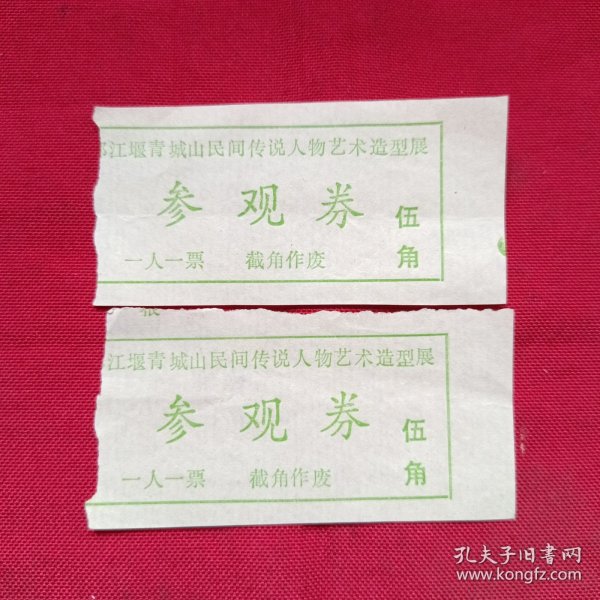 江堰青城山民间传说人物艺术造型展
参观券
伍角
一人一票 截角作废
江堰青城山民间传说人物艺术造型展
参观券
伍角
一人一票 截角作废
孔夫子旧書网
www.kongfz.com